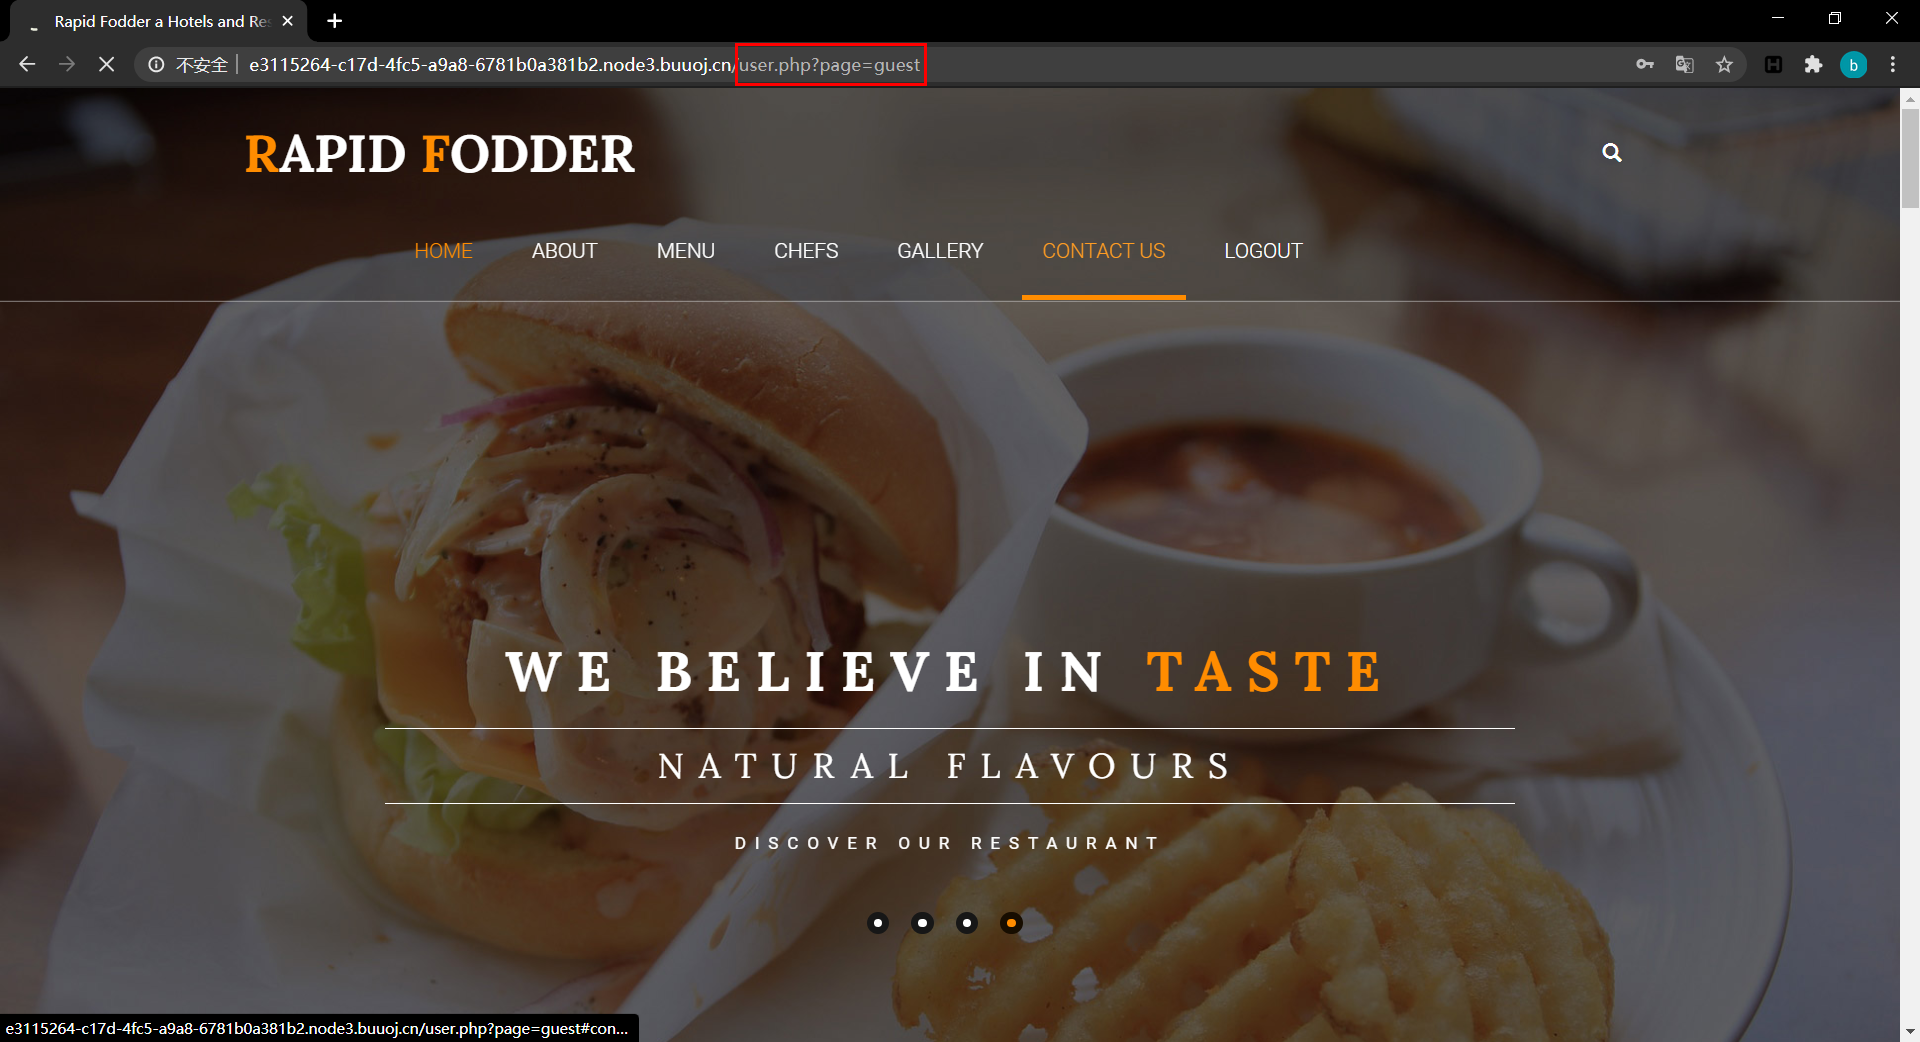 Rapid Fodder a Hotels and Res
不安全 e3115264-c17d-4fc5-a9a8-6781b0a381b2.node3.buuoj.cn/user.php?page=guest
b
RAPID FODDER
HOME ABOUT MENU CHEFS GALLERY CONTACT US LOGOUT
WE BELIEVE IN TASTE
NATURAL FLAVOURS
DISCOVER OUR RESTAURANT
e3115264-c17d-4fc5-a9a8-6781b0a381b2.node3.buuoj.cn/user.php?page=guest#con...